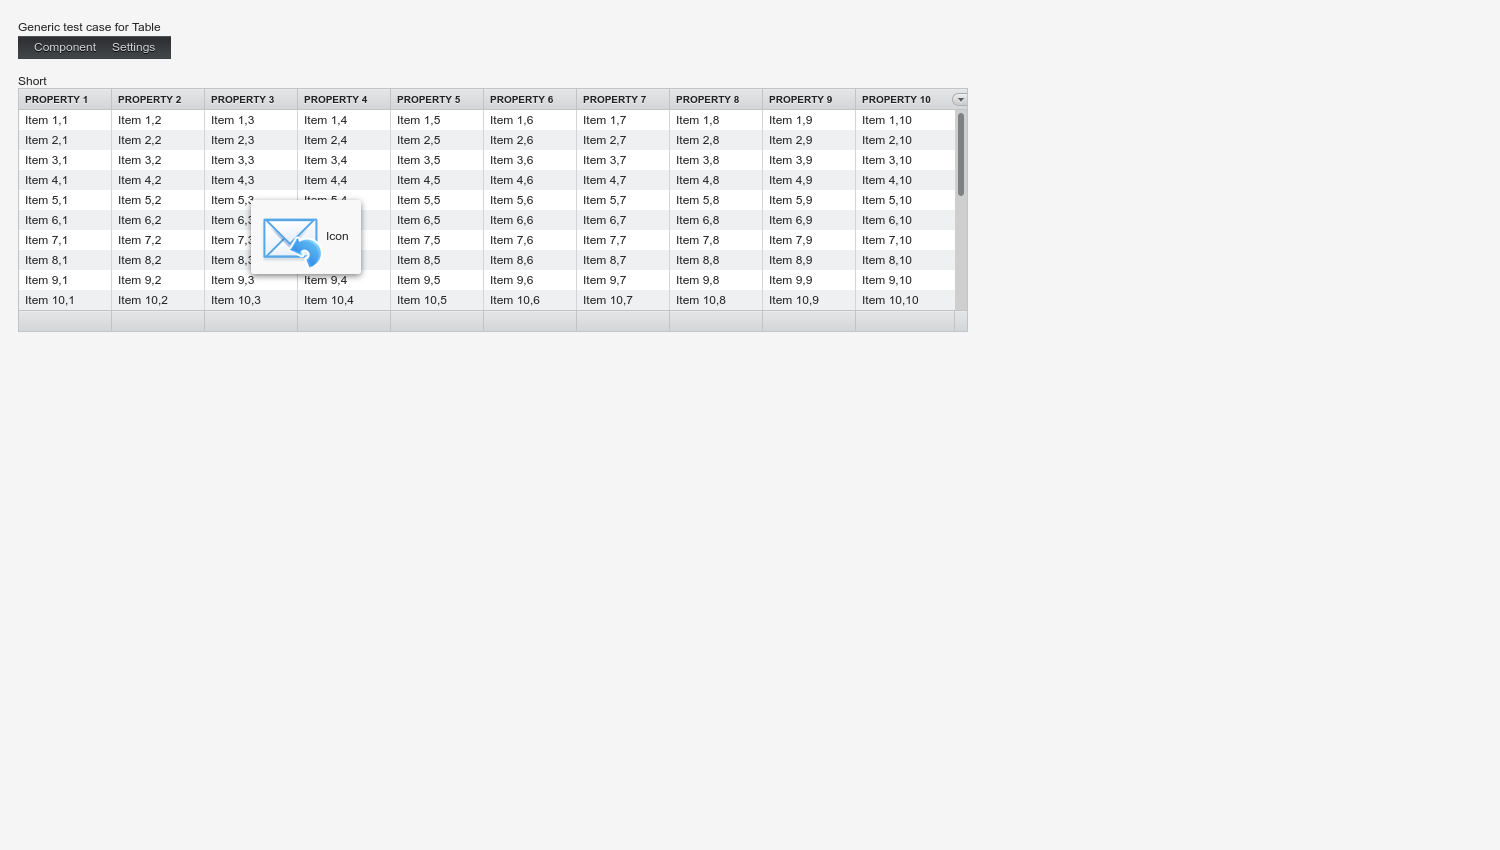 Generic test case for Table
Component Settings
Short
PROPERTY 1 PROPERTY 2 PROPERTY 3 PROPERTY 4 PROPERTY 5 PROPERTY 6 PROPERTY 7 PROPERTY 8 PROPERTY 9 PROPERTY 10
Item 1,1 Item 1,2 Item 1,3 Item 1,4 Item 1,5 Item 1,6 Item 1,7 Item 1,8 Item 1,9 Item 1,10
Item 2,1 Item 2,2 Item 2,3 Item 2,4 Item 2,5 Item 2,6 Item 2,7 Item 2,8 Item 2,9 Item 2,10
Item 3,1 Item 3,2 Item 3,3 Item 3,4 Item 3,5 Item 3,6 Item 3,7 Item 3,8 Item 3,9 Item 3,10
Item 4,1 Item 4,2 Item 4,3 Item 4,4 Item 4,5 Item 4,6 Item 4,7 Item 4,8 Item 4,9 Item 4,10
Item 5,1 Item 5,2 Item 5,3 Item 5,4 Item 5,5 Item 5,6 Item 5,7 Item 5,8 Item 5,9 Item 5,10
Item 6,1 Item 6,2 Item 6,3 Item 6,5 Item 6,6 Item 6,7 Item 6,8 Item 6,9 Item 6,10
Item 7,1 Item 7,2 Item 7,3 Icon Item 7,5 Item 7,6 Item 7,7 Item 7,8 Item 7,9 Item 7,10
Item 8,1 Item 8,2 Item 8,3 Item 8,5 Item 8,6 Item 8,7 Item 8,8 Item 8,9 Item 8,10
Item 9,1 Item 9,2 Item 9,3 Item 9,4 Item 9,5 Item 9,6 Item 9,7 Item 9,8 Item 9,9 Item 9,10
Item 10,1 Item 10,2 Item 10,3 Item 10,4 Item 10,5 Item 10,6 Item 10,7 Item 10,8 Item 10,9 Item 10,10